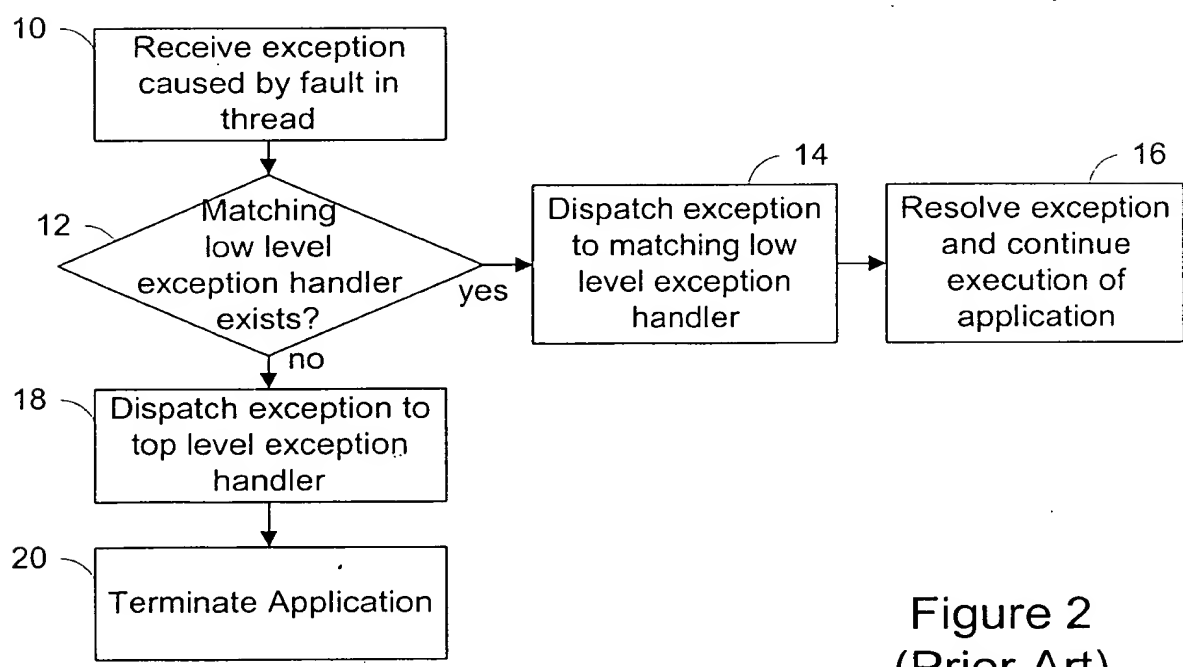 10
Receive exception
caused by fault in
thread
12
Matching
low level
exception handler
exists?
yes
14
Dispatch exception
to matching low
level exception
handler
16
Resolve exception
and continue
execution of
application
no
18
Dispatch exception to
top level exception
handler
20
Terminate Application
Figure 2
(Prior Art)